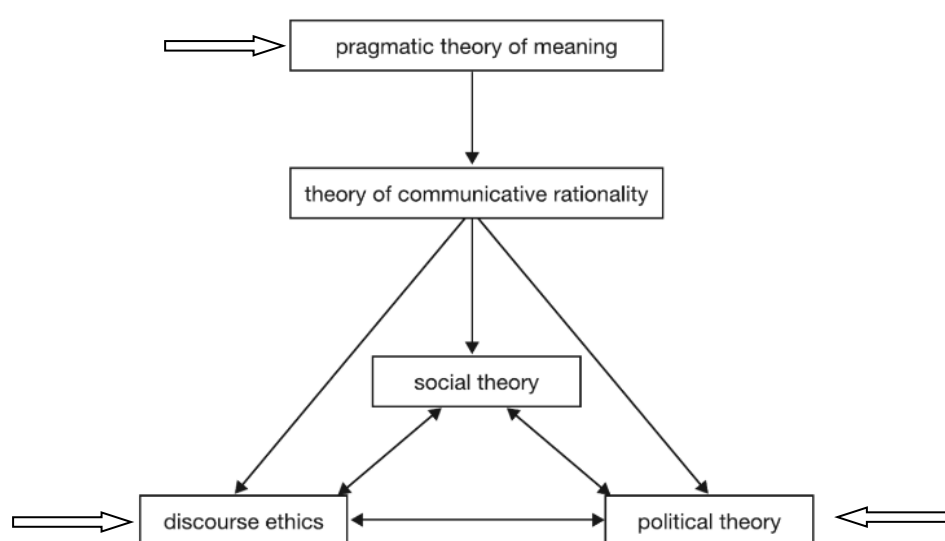 pragmatic theory of meaning
theory of communicative rationality
social theory
discourse ethics
political theory